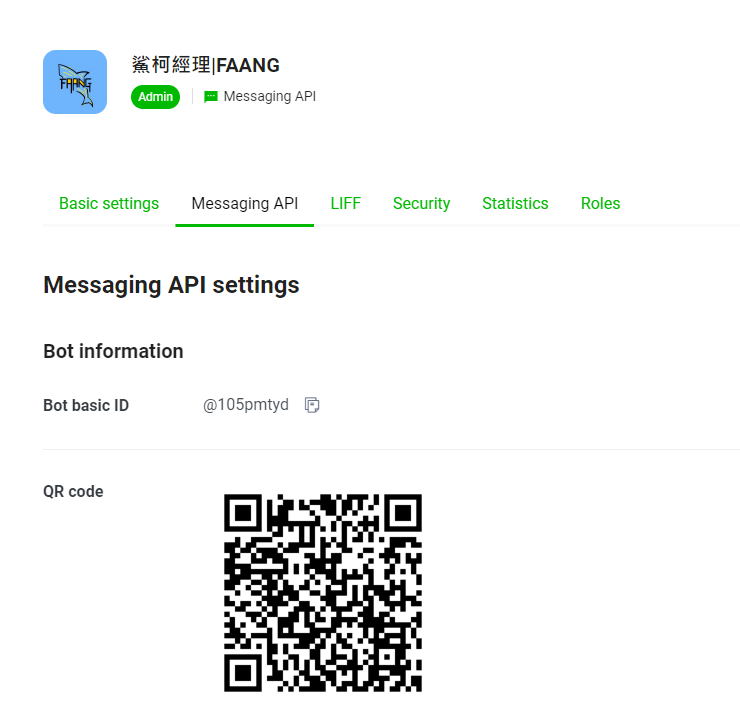 FAANG
鯊柯經理|FAANG
Admin
Messaging API
Basic settings Messaging API LIFF Security Statistics Roles
Messaging API settings
Bot information
Bot basic ID @105pmtyd
QR code